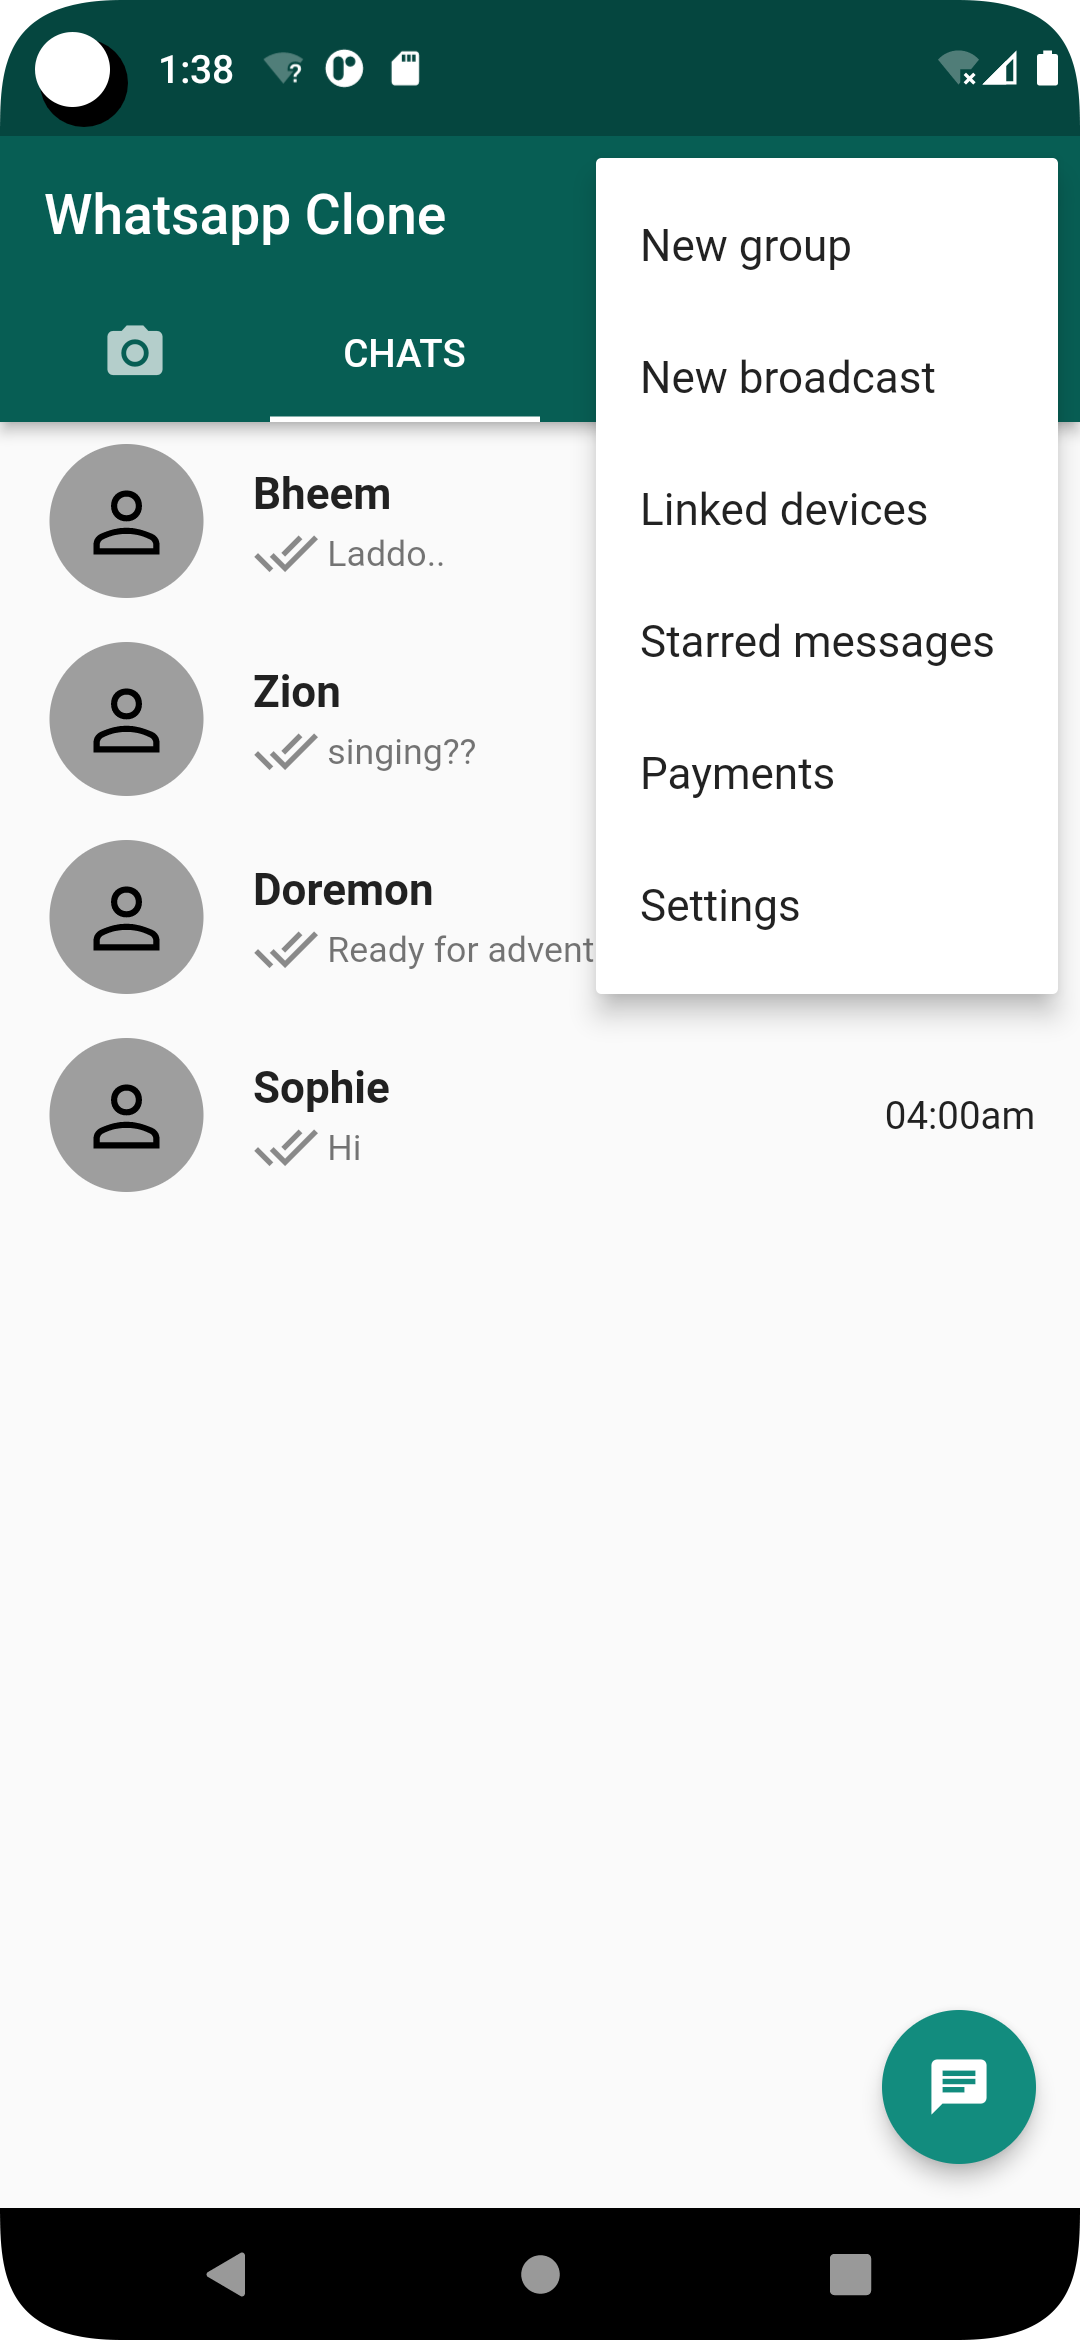 1:38
Whatsapp Clone
CHATS
New group
New broadcast
Linked devices
Starred messages
Payments
Settings
Bheem
Laddo..
Zion
singing??
Doremon
Ready for advent
Sophie
Hi
04:00am